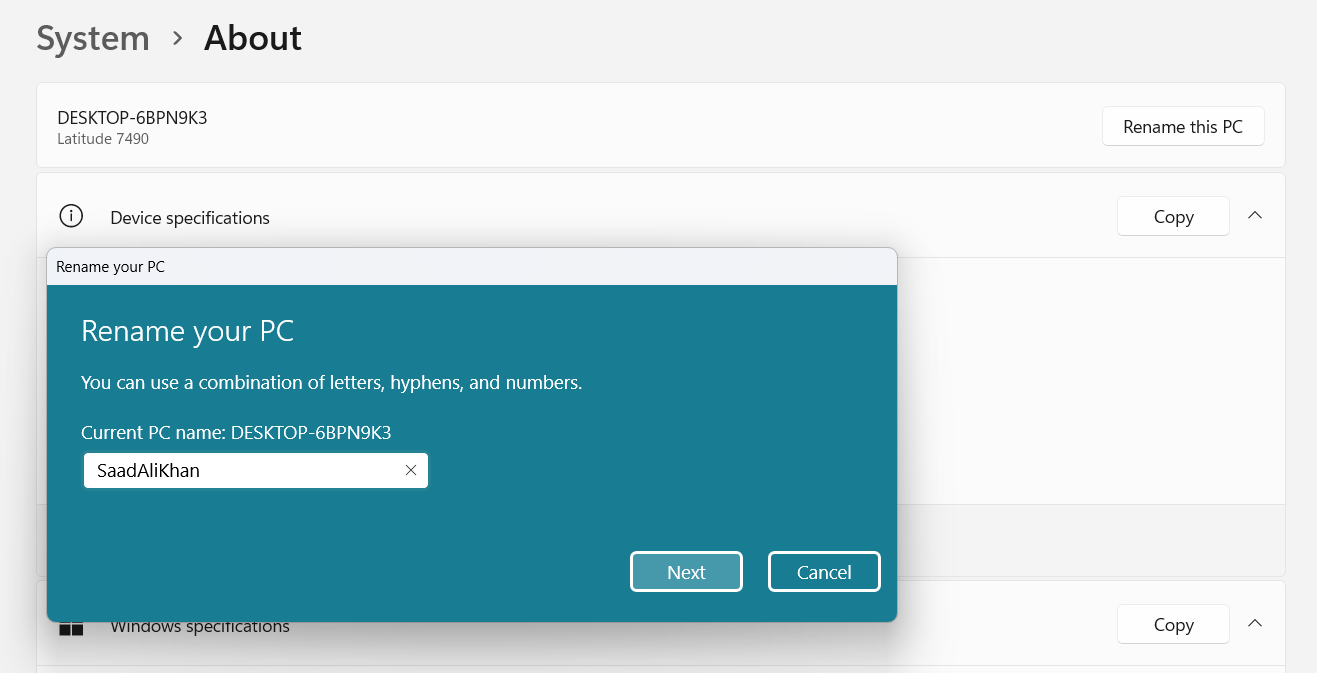 System > About
DESKTOP-6BPN9K3
Latitude 7490
Rename this PC
Device specifications
Copy
Rename your PC
Rename your PC
You can use a combination of letters, hyphens, and numbers.
Current PC name: DESKTOP-6BPN9K3
SaadAliKhan
Next
Cancel
Windows specifications
Copy